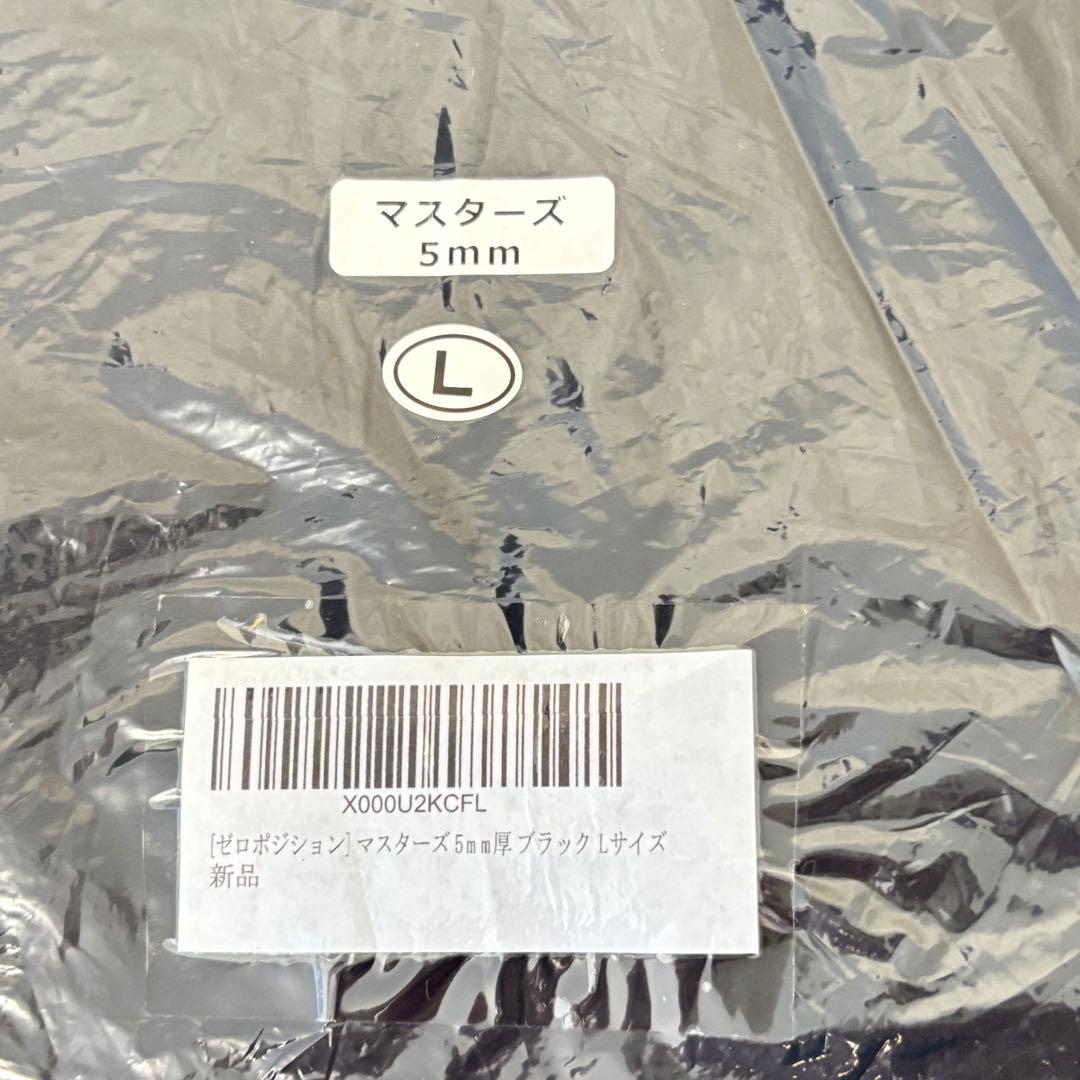 マスターズ
5mm
L
X000U2KCFL
[ゼロポジション] マスターズ 5mm厚 ブラック Lサイズ
新品